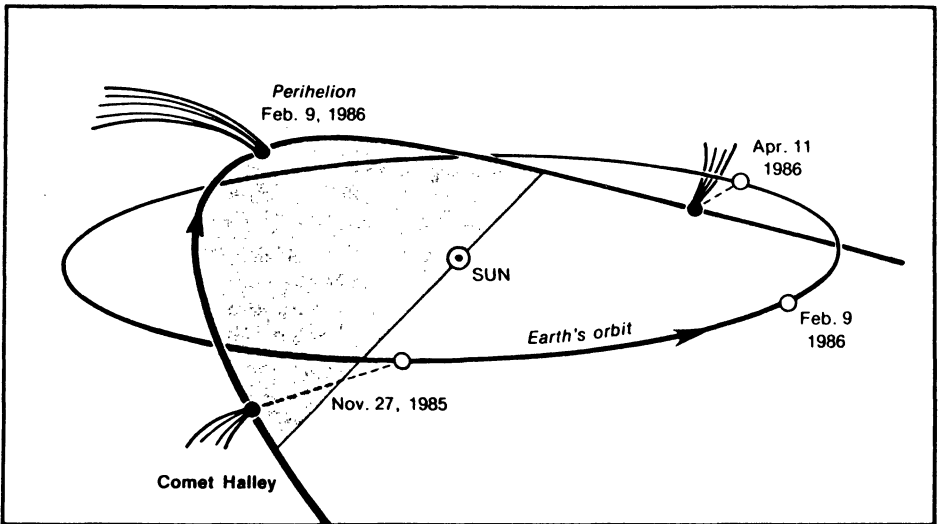 Perihelion
Feb. 9, 1986
Apr. 11
1986
SUN
Earth's orbit
Feb. 9
1986
Nov. 27, 1985
Comet Halley